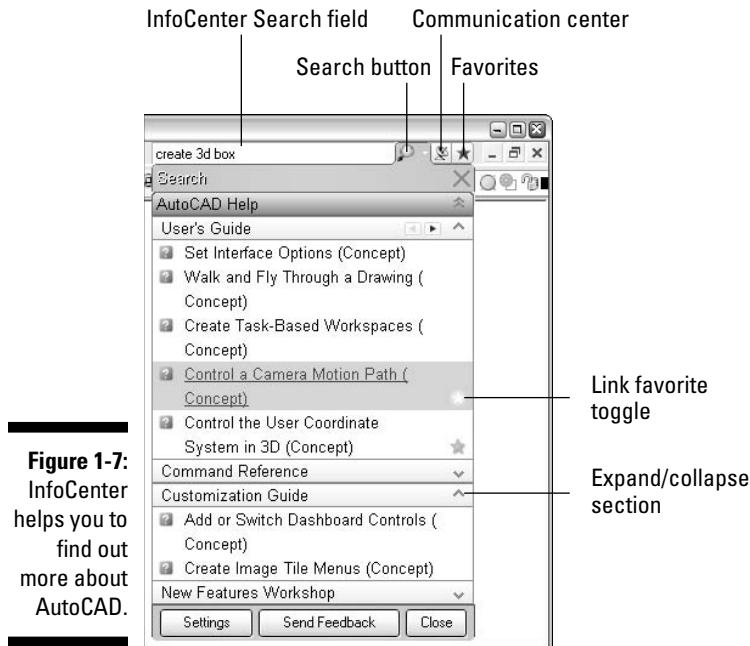 InfoCenter Search field
Communication center
Search button
Favorites
create 3d box
Search
AutoCAD Help
User's Guide
Set Interface Options (Concept)
Walk and Fly Through a Drawing (
Concept)
Create Task-Based Workspaces (
Concept)
Control a Camera Motion Path (
Concept)
Control the User Coordinate
System in 3D (Concept)
Command Reference
Customization Guide
Add or Switch Dashboard Controls (
Concept)
Create Image Tile Menus (Concept)
New Features Workshop
Settings
Send Feedback
Close
Link favorite
toggle
Expand/collapse
section
Figure 1-7:
InfoCenter
helps you to
find out
more about
AutoCAD.